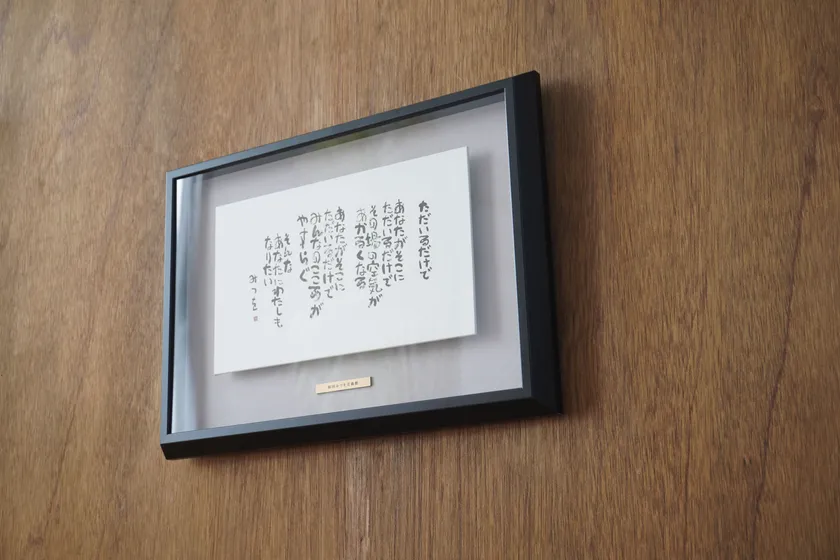 ただいるだけで
あなたがそこに
ただいるだけで
その場の空気が
あかるくなる
あなたがそこに
ただいるだけで
みんなのこころが
やすらぐ
そんな
あなたにわたしも
なりたい
みつを